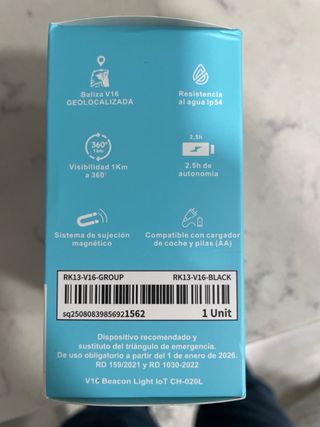 Baliza V16
GEOLOCALIZADA
Resistencia
al agua Ip54
360°
1 km
Visibilidad 1Km
a 360°
2,5h
2.5h de
autonomía
Sistema de sujeción
magnético
Compatible con cargador
de coche y pilas (AA)
RK13-V16-GROUP RK13-V16-BLACK
sq25080839856921562 1 Unit
Dispositivo recomendado y
sustituto del triángulo de emergencia.
De uso obligatorio a partir del 1 de enero de 2026.
RD 159/2021 y RD 1030-2022
V16 Beacon Light IoT CH-020L